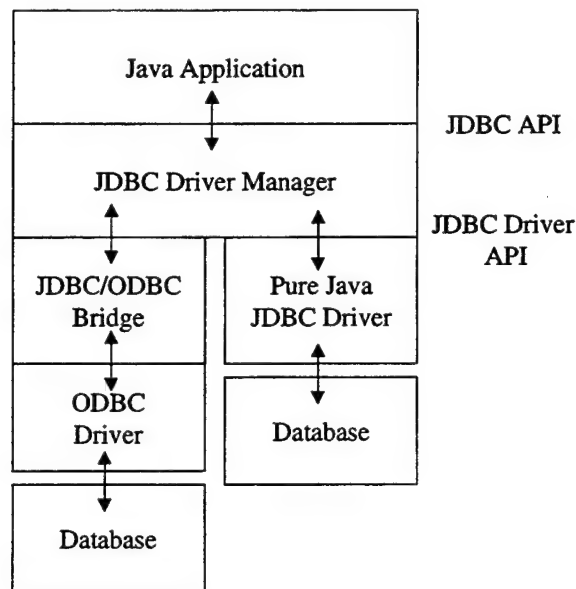 Java Application
JDBC API
JDBC Driver Manager
JDBC Driver
API
JDBC/ODBC
Bridge
Pure Java
JDBC Driver
ODBC
Driver
Database
Database